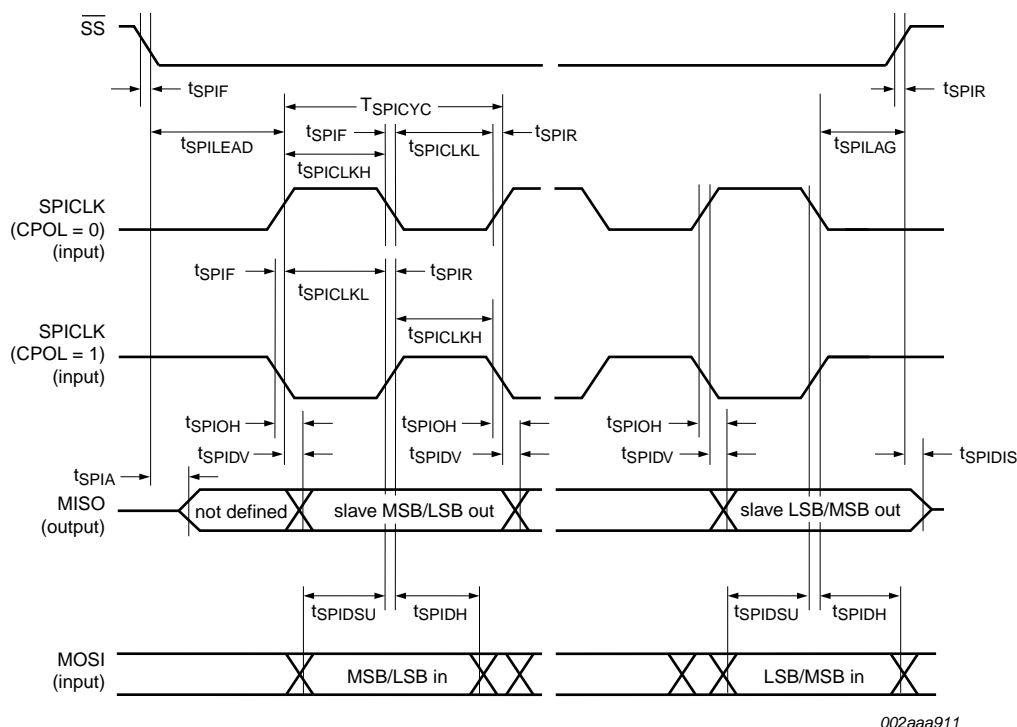 SS
tSPIF
TSPICYC
tSPIR
tSPILEAD
tSPIF
tSPICLKL
tSPIR
tSPILAG
tSPICLKH
SPICLK
(CPOL = 0)
(input)
tSPIF
tSPICLKL
tSPIR
SPICLK
(CPOL = 1)
(input)
tSPICLKH
tSPIOH
tSPIOH
tSPIOH
tSPIDV
tSPIDV
tSPIDV
tSPIDIS
tSPIA
MISO
(output)
not defined
slave MSB/LSB out
slave LSB/MSB out
tSPIDSU
tSPIDH
tSPIDSU
tSPIDH
MOSI
(input)
MSB/LSB in
LSB/MSB in
002aaa911